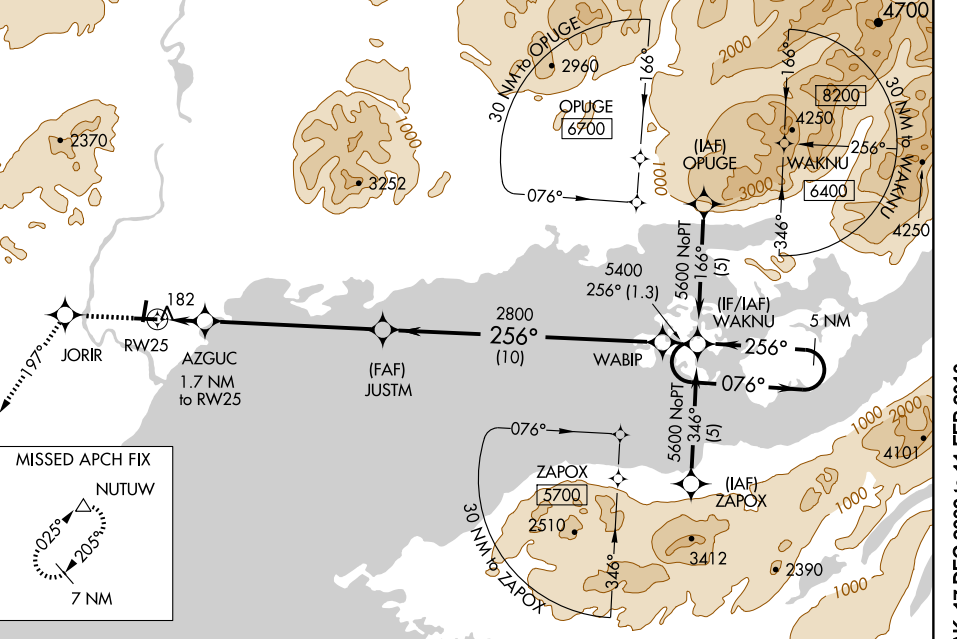 4700
30 NM to OPUGE
2000
2960
166°
166°
8200
30 NM to WAKNU
OPUGE
6700
1000
4250
2370
(IAF)
OPUGE
WAKNU
256°
3252
1000
3000
6400
076°
346°
4250
5600 NoPT
166°
(5)
5400
256° (1.3)
182
2800
256°
(10)
(IF/IAF)
WAKNU
5 NM
JORIR
RW25
AZGUC
1.7 NM
to RW25
(FAF)
JUSTM
WABIP
256°
076°
197°
5600 NoPT
346°
(5)
1000
2000
076°
4101
MISSED APCH FIX
NUTUW
025°
205°
7 NM
ZAPOX
5700
(IAF)
ZAPOX
1000
30 NM to ZAPOX
2510
346°
3412
2390
1000